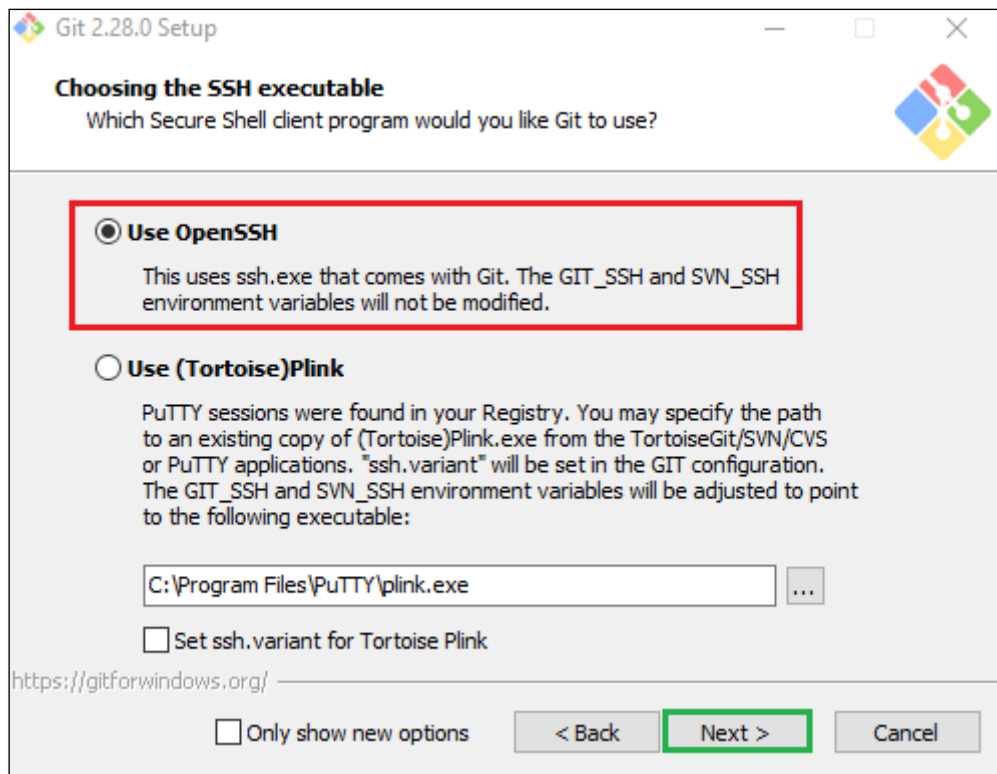 Git 2.28.0 Setup
Choosing the SSH executable
Which Secure Shell client program would you like Git to use?
Use OpenSSH
This uses ssh.exe that comes with Git. The GIT_SSH and SVN_SSH
environment variables will not be modified.
Use (Tortoise)Plink
PuTTY sessions were found in your Registry. You may specify the path
to an existing copy of (Tortoise)Plink.exe from the TortoiseGit/SVN/CVS
or PuTTY applications. "ssh.variant" will be set in the GIT configuration.
The GIT_SSH and SVN_SSH environment variables will be adjusted to point
to the following executable:
C:\Program Files\PuTTY\plink.exe
...
Set ssh.variant for Tortoise Plink
https://gitforwindows.org/
Only show new options
< Back
Next >
Cancel